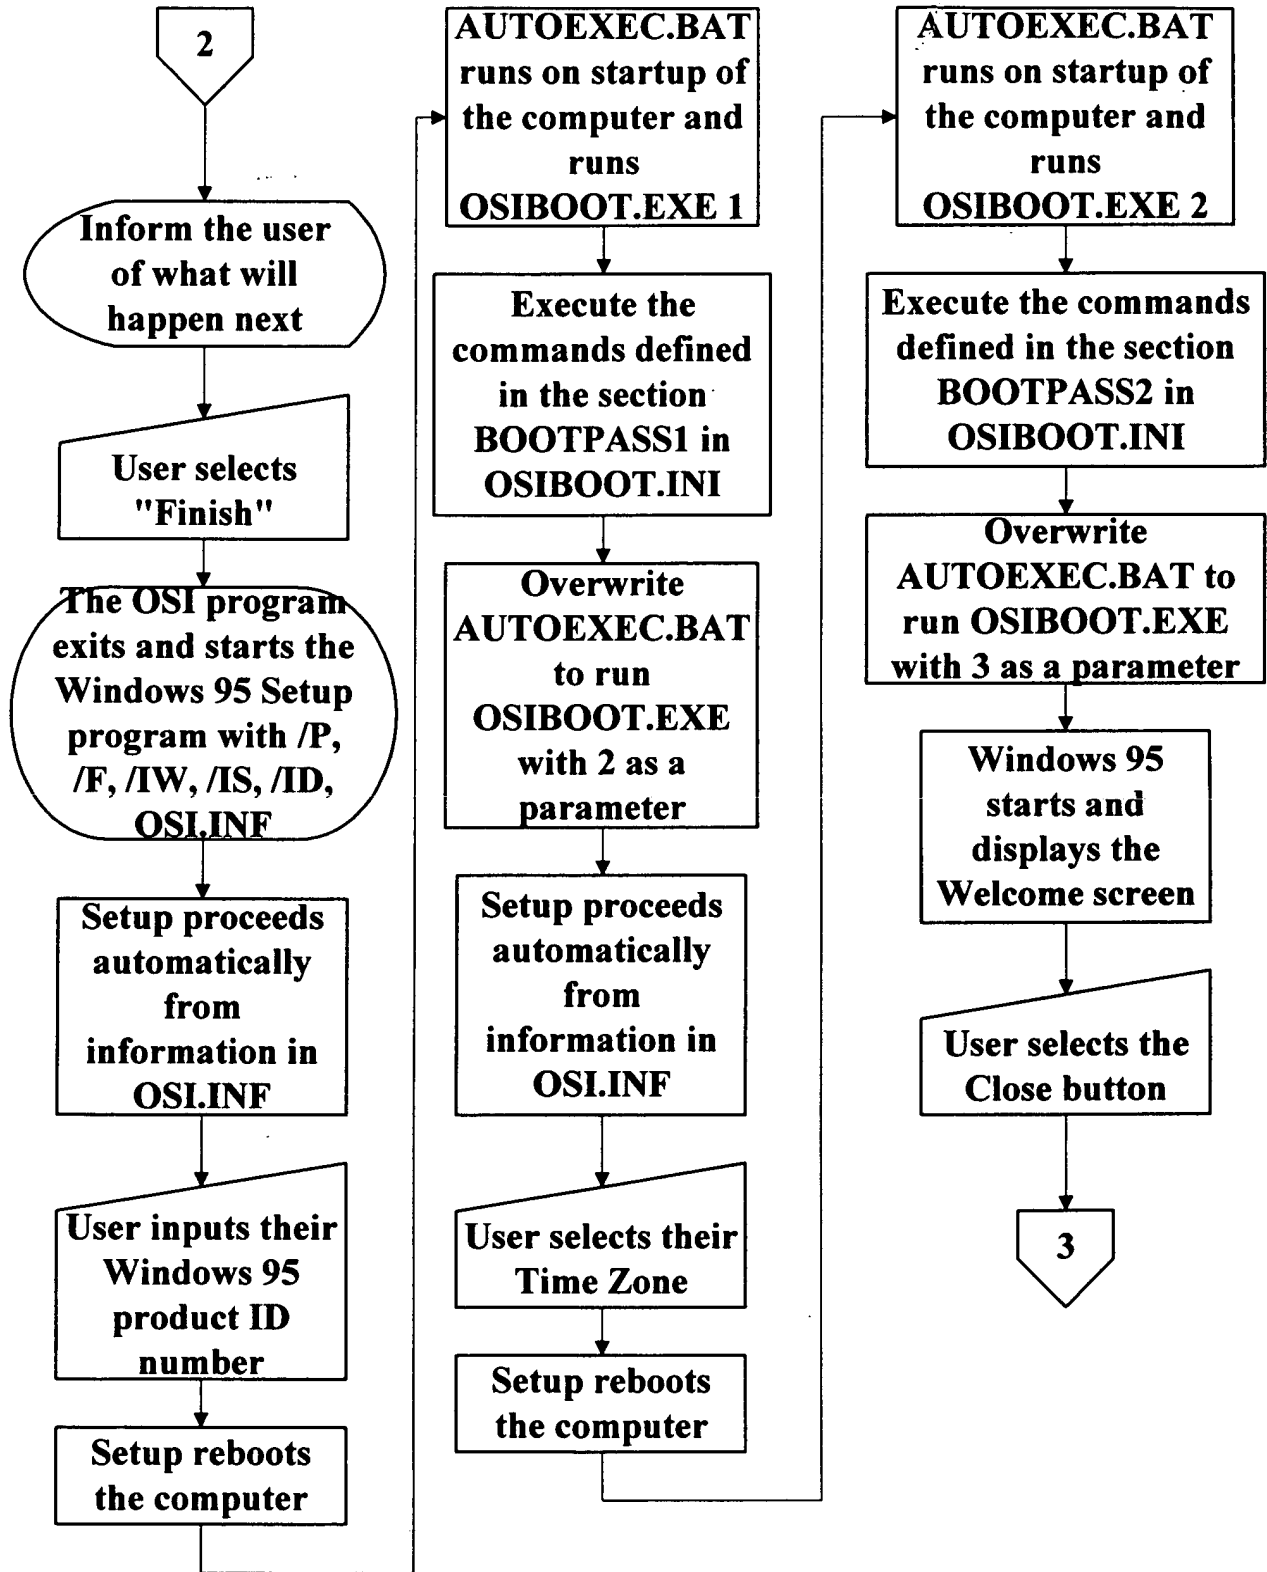 2
Inform the user
of what will
happen next
User selects
"Finish"
The OSI program
exits and starts the
Windows 95 Setup
program with /P,
/F, /IW, /IS, /ID,
OSI.INF
Setup proceeds
automatically
from
information in
OSI.INF
User inputs their
Windows 95
product ID
number
Setup reboots
the computer
AUTOEXEC.BAT
runs on startup of
the computer and
runs
OSIBOOT.EXE 1
Execute the
commands defined
in the section
BOOTPASS1 in
OSIBOOT.INI
Overwrite
AUTOEXEC.BAT
to run
OSIBOOT.EXE
with 2 as a
parameter
Setup proceeds
automatically
from
information in
OSI.INF
User selects their
Time Zone
Setup reboots
the computer
AUTOEXEC.BAT
runs on startup of
the computer and
runs
OSIBOOT.EXE 2
Execute the commands
defined in the section
BOOTPASS2 in
OSIBOOT.INI
Overwrite
AUTOEXEC.BAT to
run OSIBOOT.EXE
with 3 as a parameter
Windows 95
starts and
displays the
Welcome screen
User selects the
Close button
3